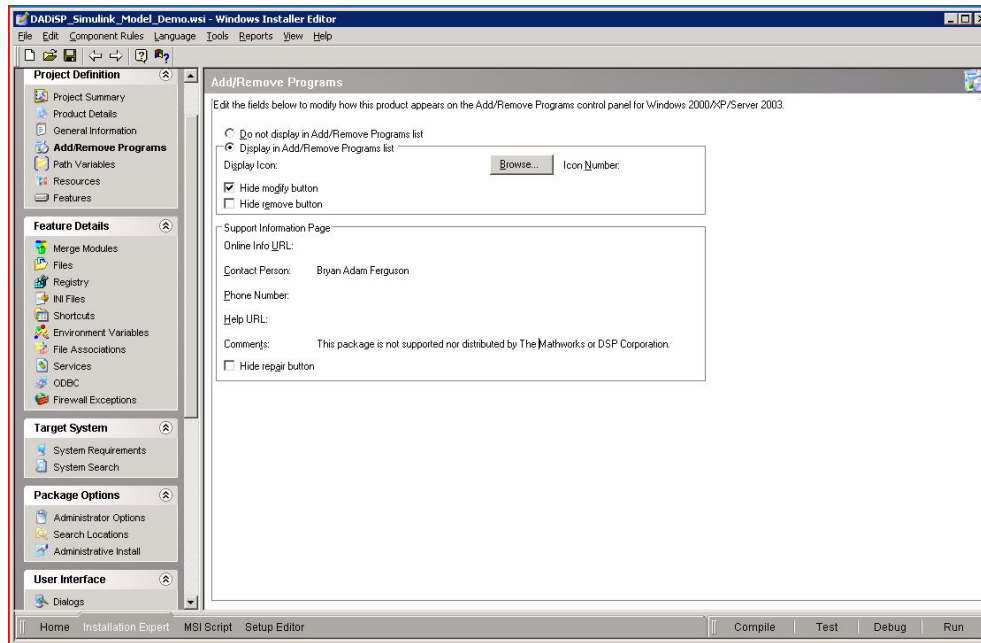 DADiSP_Simulink_Model_Demo.wsi - Windows Installer Editor
File Edit Component Rules Language Tools Reports View Help
Project Definition
Project Summary
Product Details
General Information
Add/Remove Programs
Path Variables
Resources
Features
Feature Details
Merge Modules
Files
Registry
INI Files
Shortcuts
Environment Variables
File Associations
Services
ODBC
Firewall Exceptions
Target System
System Requirements
System Search
Package Options
Administrator Options
Search Locations
Administrative Install
User Interface
Dialogs
Add/Remove Programs
Edit the fields below to modify how this product appears on the Add/Remove Programs control panel for Windows 2000/XP/Server 2003.
Do not display in Add/Remove Programs list
Display in Add/Remove Programs list
Display Icon: Browse... Icon Number:
Hide modify button
Hide remove button
Support Information Page
Online Info URL:
Contact Person: Bryan Adam Ferguson
Phone Number:
Help URL:
Comments: This package is not supported nor distributed by The Mathworks or DSP Corporation.
Hide repair button
Home Installation Expert MSI Script Setup Editor Compile Test Debug Run